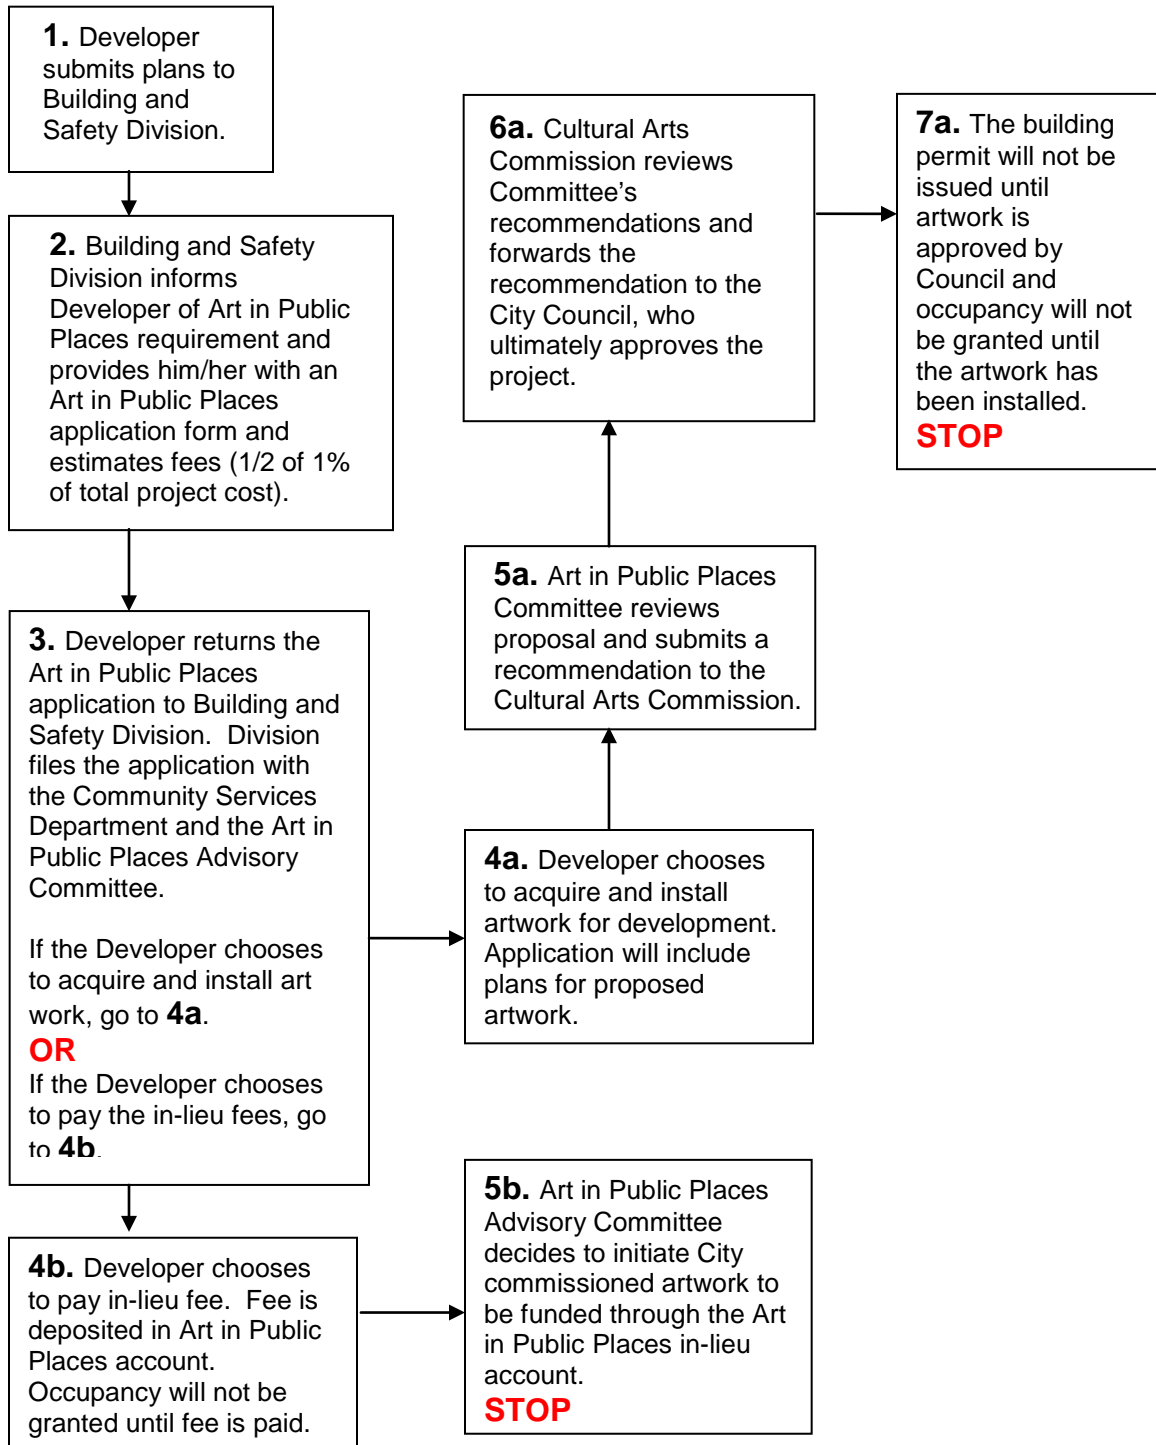 1. Developer
submits plans to
Building and
Safety Division.
2. Building and Safety
Division informs
Developer of Art in Public
Places requirement and
provides him/her with an
Art in Public Places
application form and
estimates fees (1/2 of 1%
of total project cost).
3. Developer returns the
Art in Public Places
application to Building and
Safety Division.  Division
files the application with
the Community Services
Department and the Art in
Public Places Advisory
Committee.
If the Developer chooses
to acquire and install art
work, go to 4a.
OR
If the Developer chooses
to pay the in-lieu fees, go
to 4b.
4a. Developer chooses
to acquire and install
artwork for development.
Application will include
plans for proposed
artwork.
5a. Art in Public Places
Committee reviews
proposal and submits a
recommendation to the
Cultural Arts Commission.
6a. Cultural Arts
Commission reviews
Committee’s
recommendations and
forwards the
recommendation to the
City Council, who
ultimately approves the
project.
7a. The building
permit will not be
issued until
artwork is
approved by
Council and
occupancy will not
be granted until
the artwork has
been installed.
STOP
4b. Developer chooses
to pay in-lieu fee.  Fee is
deposited in Art in Public
Places account.
Occupancy will not be
granted until fee is paid.
5b. Art in Public Places
Advisory Committee
decides to initiate City
commissioned artwork to
be funded through the Art
in Public Places in-lieu
account.
STOP